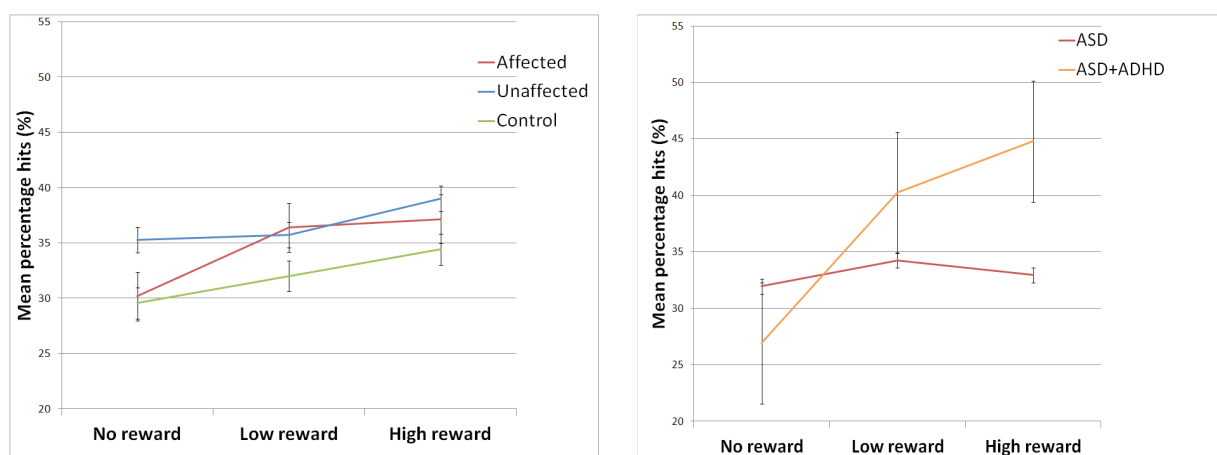 55
50
45
40
35
30
25
20
Mean percentage hits (%)
Affected
Unaffected
Control
No reward
Low reward
High reward
55
50
45
40
35
30
25
20
Mean percentage hits (%)
ASD
ASD+ADHD
No reward
Low reward
High reward